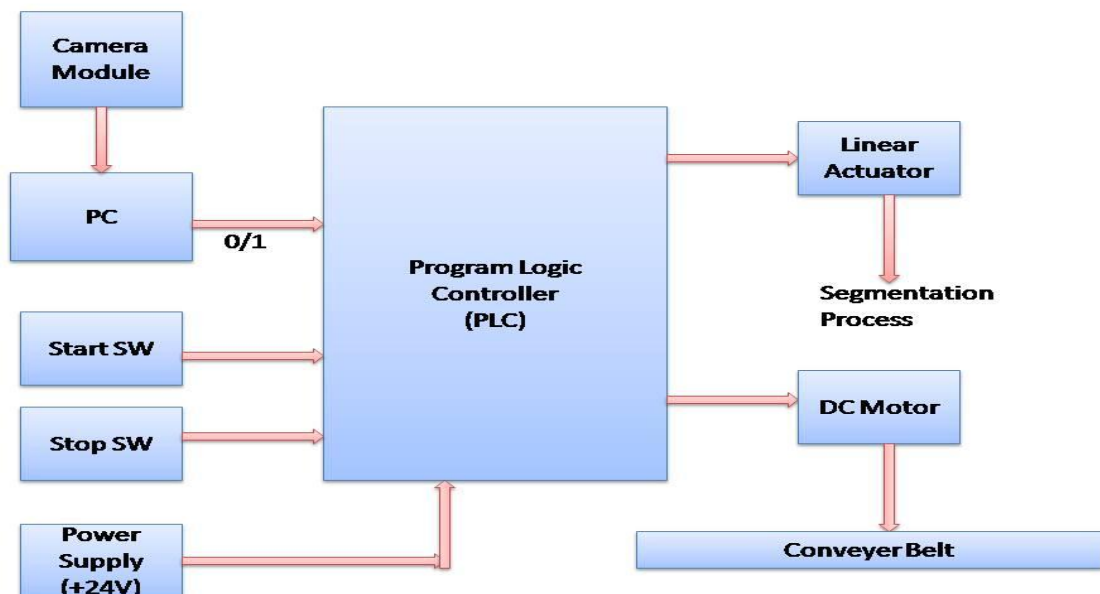 Camera
Module
PC
0/1
Start SW
Stop SW
Power
Supply
(+24V)
Program Logic
Controller
(PLC)
Linear
Actuator
Segmentation
Process
DC Motor
Conveyer Belt